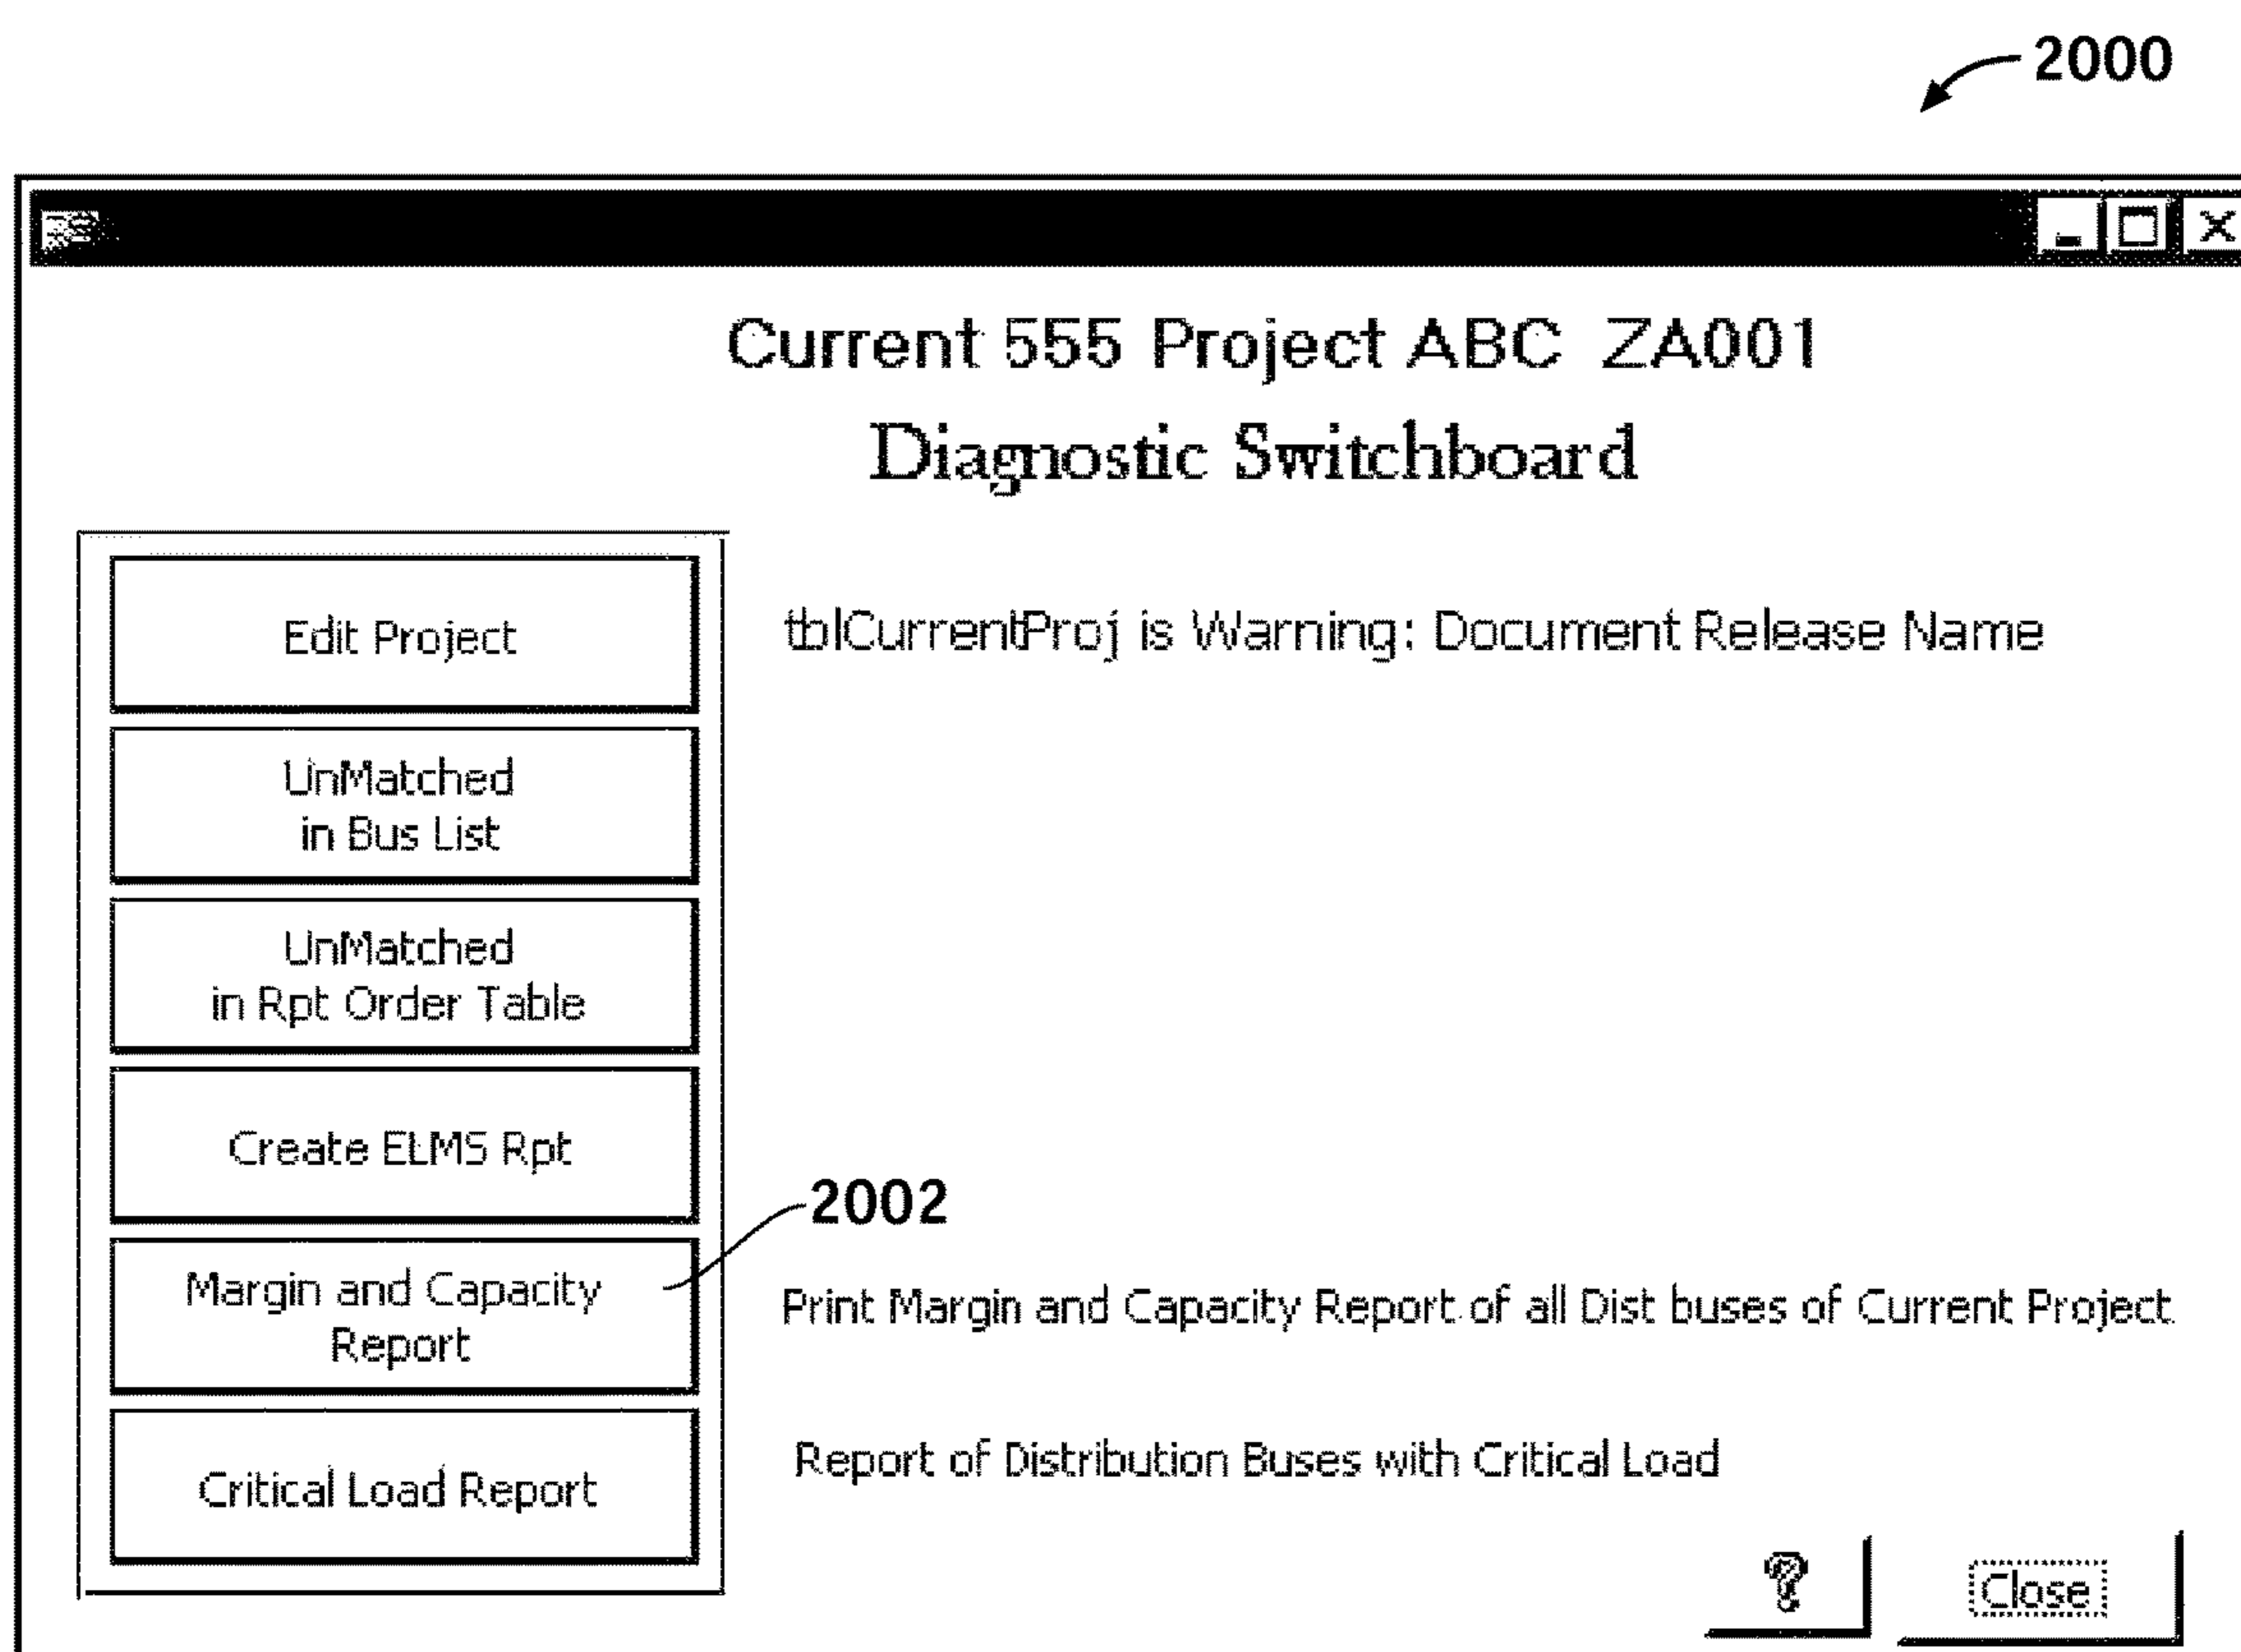 2000
Current 555 Project ABC ZA001
Diagnostic Switchboard
Edit Project
tblCurrentProj is Warning: Document Release Name
UnMatched
in Bus List
UnMatched
in Rpt Order Table
Create ELMS Rpt
2002
Margin and Capacity
Report
Print Margin and Capacity Report of all Dist buses of Current Project
Critical Load Report
Report of Distribution Buses with Critical Load
?
Close